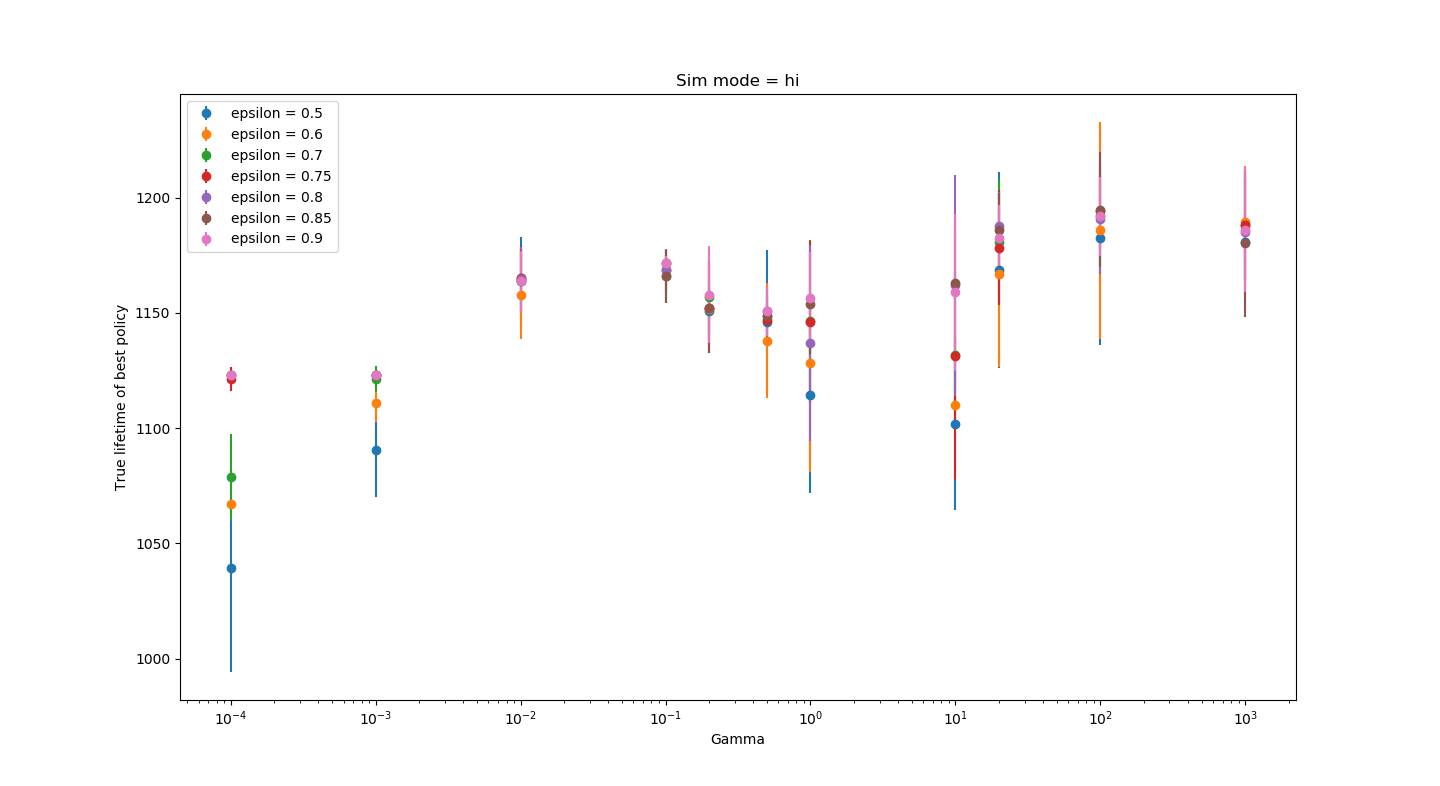 Sim mode = hi
epsilon = 0.5
epsilon = 0.6
epsilon = 0.7
epsilon = 0.75
epsilon = 0.8
epsilon = 0.85
epsilon = 0.9
True lifetime of best policy
1200
1150
1100
1050
1000
10⁻⁴ 10⁻³ 10⁻² 10⁻¹ 10⁰ 10¹ 10² 10³
Gamma